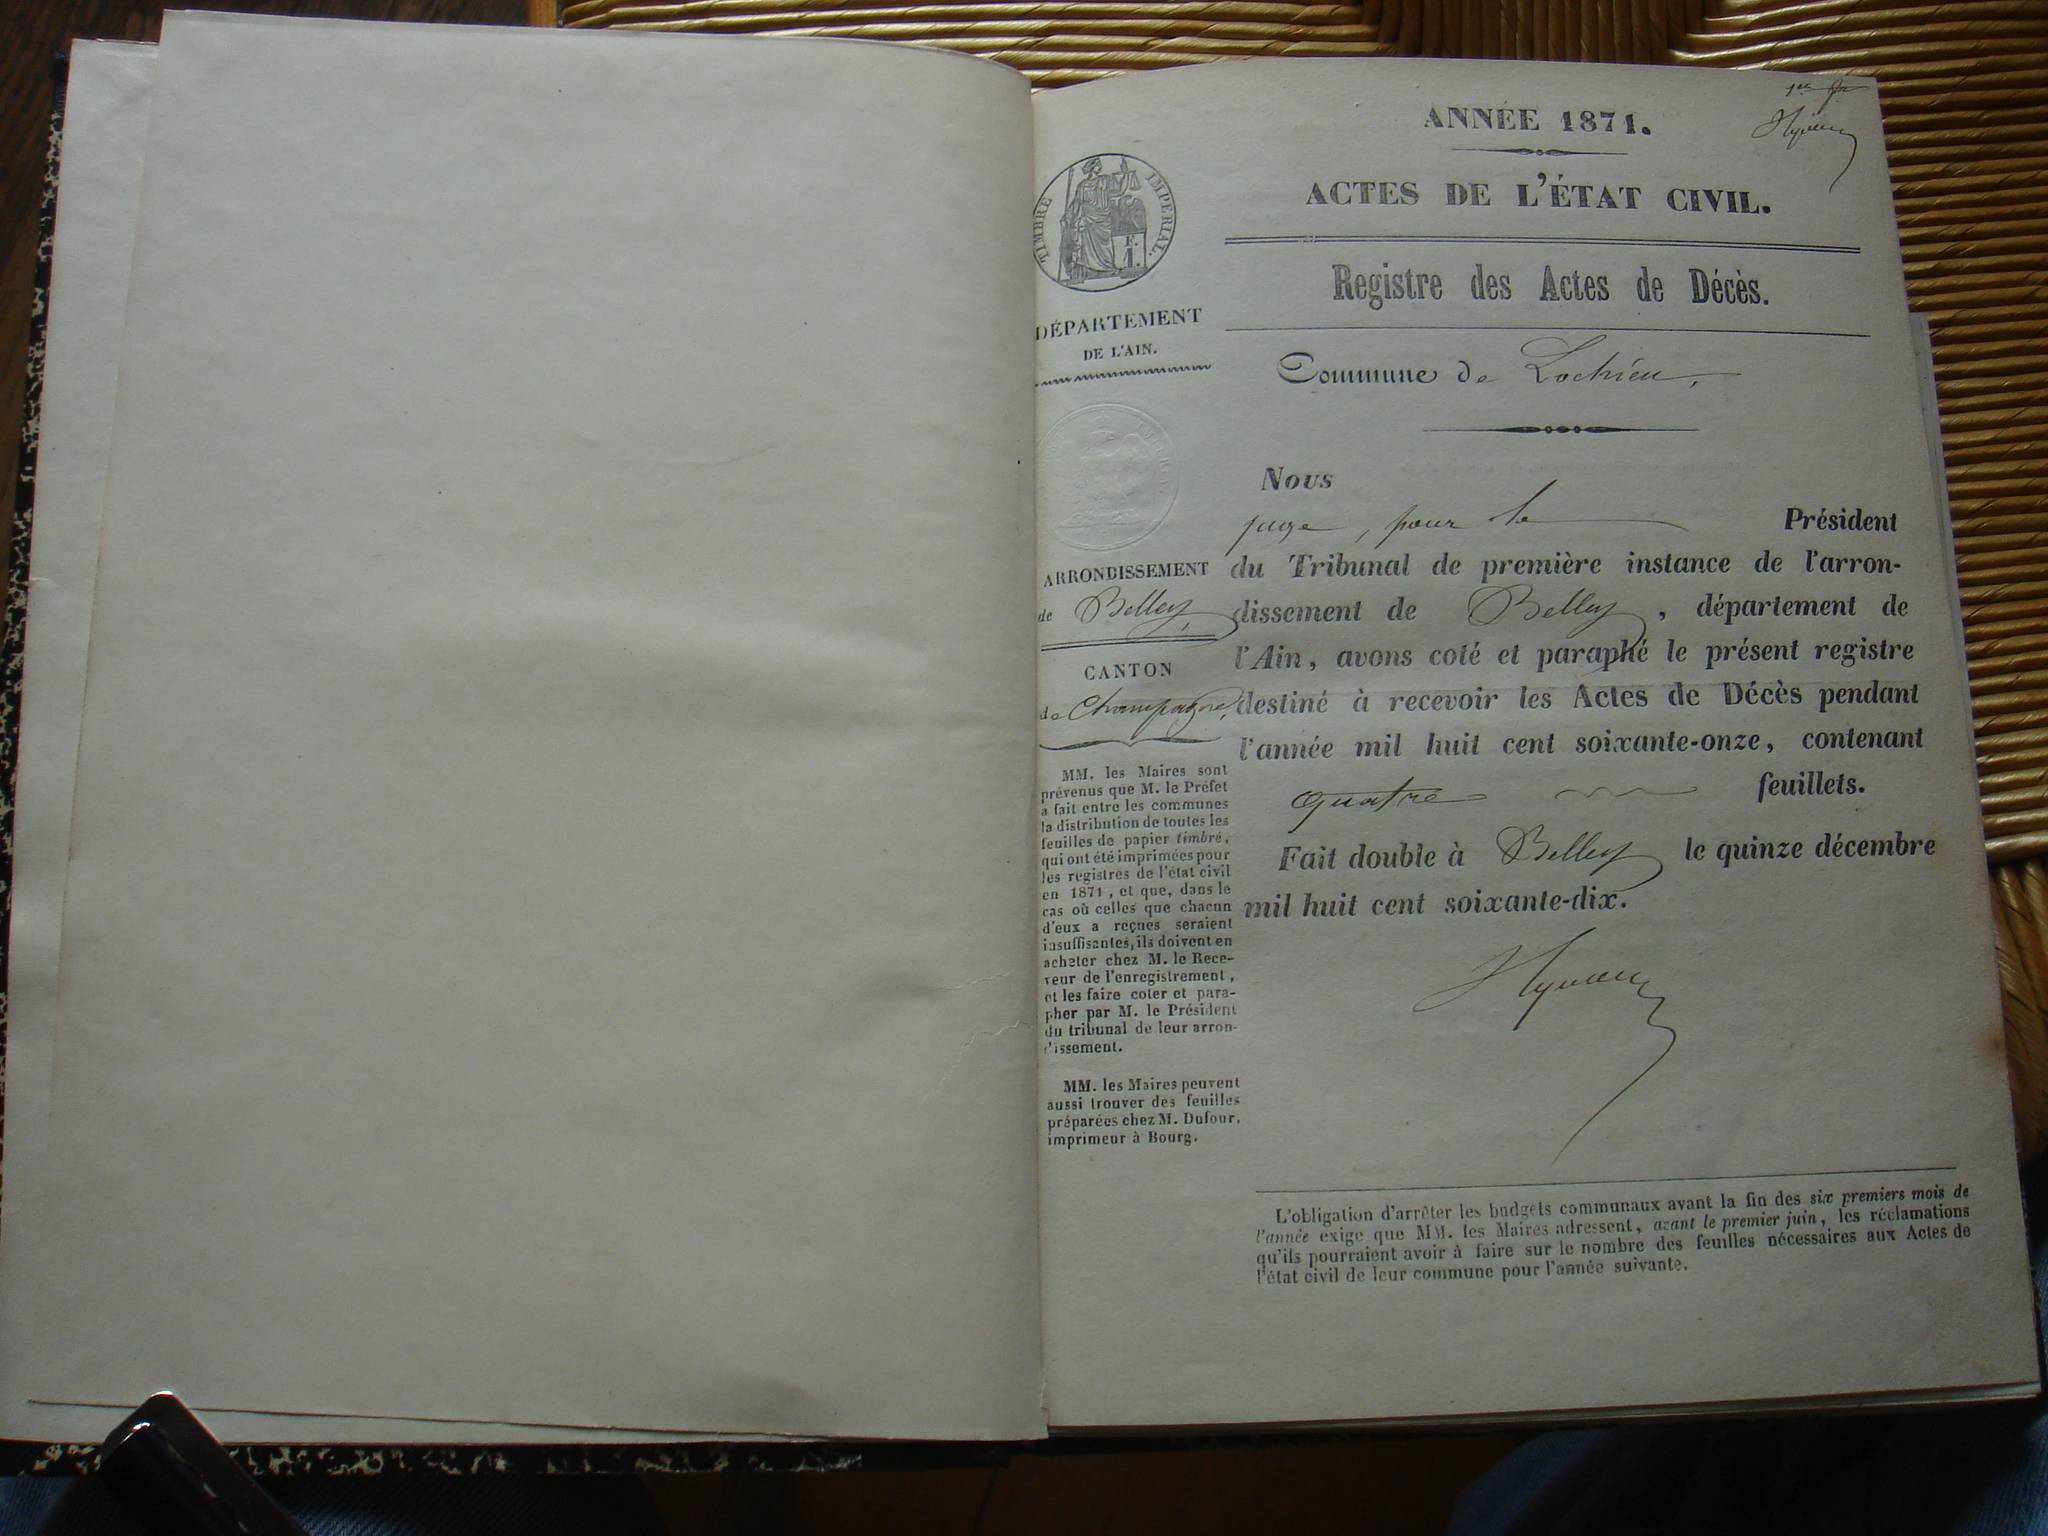 1er
ANNÉE 1871.
ACTES DE L'ÉTAT CIVIL.
TIMBRE IMPERIAL.
F.
1.
Registre des Actes de Décès.
DÉPARTEMENT
DE L'AIN.
Commune de Lochieu,
Nous
juge, pour le Président
du Tribunal de première instance de l'arron-
dissement de Belley, département de
l'Ain, avons coté et paraphé le présent registre
destiné à recevoir les Actes de Décès pendant
l'année mil huit cent soixante-onze, contenant
quatre feuillets.
Fait double à Belley le quinze décembre
mil huit cent soixante-dix.
ARRONDISSEMENT
de Belley,
CANTON
de Champagne,
MM. les Maires sont
prévenus que M. le Préfet
a fait entre les communes
la distribution de toutes les
feuilles de papier timbré,
qui ont été imprimées pour
les registres de l'état civil
en 1871, et que, dans le
cas où celles que chacun
d'eux a reçues seraient
insuffisantes, ils doivent en
acheter chez M. le Rece-
veur de l'enregistrement,
et les faire coter et para-
pher par M. le Président
du tribunal de leur arron-
dissement.
MM. les Maires peuvent
aussi trouver des feuilles
préparées chez M. Dufour,
imprimeur à Bourg.
L'obligation d'arrêter les budgets communaux avant la fin des six premiers mois de
l'année exige que MM. les Maires adressent, avant le premier juin, les réclamations
qu'ils pourraient avoir à faire sur le nombre des feuilles nécessaires aux Actes de
l'état civil de leur commune pour l'année suivante.